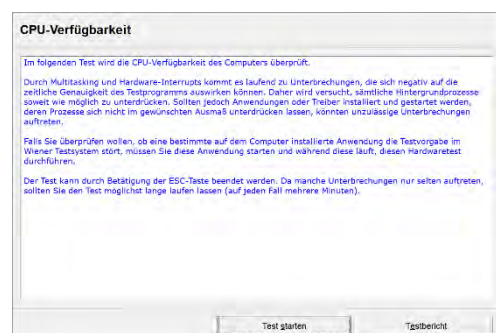 CPU-Verfügbarkeit
Im folgenden Test wird die CPU-Verfügbarkeit des Computers überprüft.
Durch Multitasking und Hardware-Interrupts kommt es laufend zu Unterbrechungen, die sich negativ auf die
zeitliche Genauigkeit des Testprogramms auswirken können. Daher wird versucht, sämtliche Hintergrundprozesse
soweit wie möglich zu unterdrücken. Sollten jedoch Anwendungen oder Treiber installiert und gestartet werden,
deren Prozesse sich nicht im gewünschten Ausmaß unterdrücken lassen, könnten unzulässige Unterbrechungen
auftreten.
Falls Sie überprüfen wollen, ob eine bestimmte auf dem Computer installierte Anwendung die Testvorgabe im
Wiener Testsystem stört, müssen Sie diese Anwendung starten und während diese läuft, diesen Hardwaretest
durchführen.
Der Test kann durch Betätigung der ESC-Taste beendet werden. Da manche Unterbrechungen nur selten auftreten,
sollten Sie den Test möglichst lange laufen lassen (auf jeden Fall mehrere Minuten).
Test starten
Testbericht